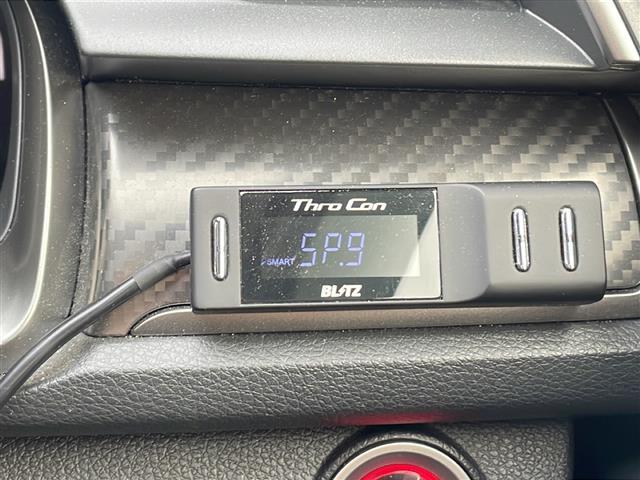 Thro Con
SMART SP.9
BLITZ